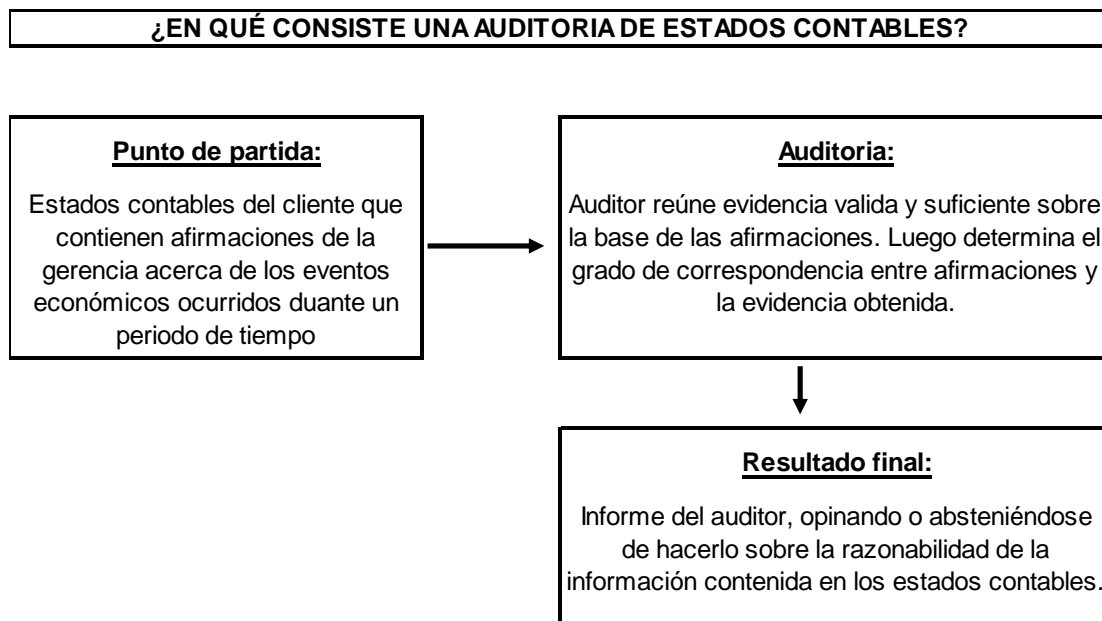 ¿EN QUÉ CONSISTE UNA AUDITORIA DE ESTADOS CONTABLES?
Punto de partida:
Estados contables del cliente que
contienen afirmaciones de la
gerencia acerca de los eventos
económicos ocurridos duante un
periodo de tiempo
Auditoria:
Auditor reúne evidencia valida y suficiente sobre
la base de las afirmaciones. Luego determina el
grado de correspondencia entre afirmaciones y
la evidencia obtenida.
Resultado final:
Informe del auditor, opinando o absteniéndose
de hacerlo sobre la razonabilidad de la
información contenida en los estados contables.